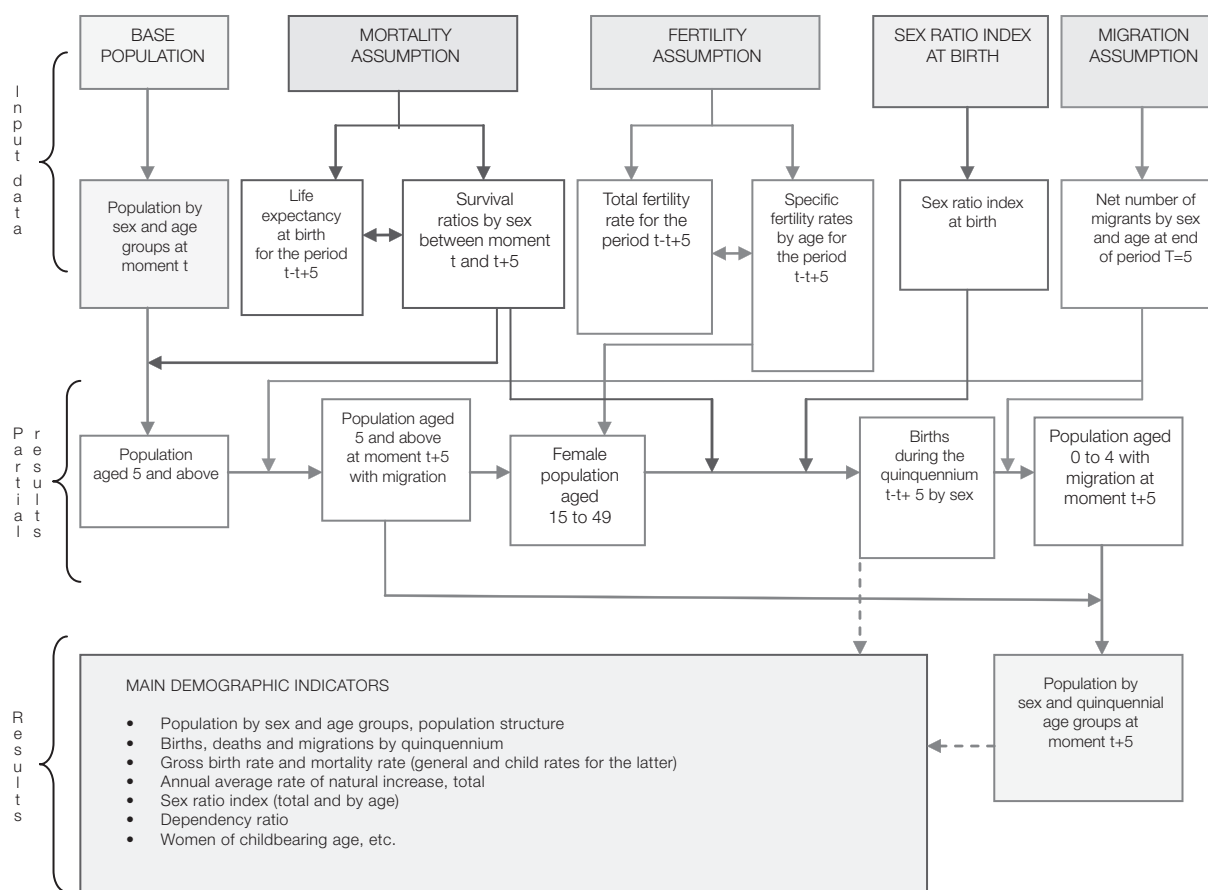 BASE
POPULATION
MORTALITY
ASSUMPTION
FERTILITY
ASSUMPTION
SEX RATIO INDEX
AT BIRTH
MIGRATION
ASSUMPTION
Input data
Population by
sex and age
groups at
moment t
Life
expectancy
at birth
for the period
t-t+5
Survival
ratios by sex
between moment
t and t+5
Total fertility
rate for the
period t-t+5
Specific
fertility rates
by age for
the period
t-t+5
Sex ratio index
at birth
Net number of
migrants by sex
and age at end
of period T=5
Partial
results
Population
aged 5 and above
Population aged
5 and above
at moment t+5
with migration
Female
population
aged
15 to 49
Births
during the
quinquennium
t-t+ 5 by sex
Population aged
0 to 4 with
migration at
moment t+5
Results
MAIN DEMOGRAPHIC INDICATORS
• Population by sex and age groups, population structure
• Births, deaths and migrations by quinquennium
• Gross birth rate and mortality rate (general and child rates for the latter)
• Annual average rate of natural increase, total
• Sex ratio index (total and by age)
• Dependency ratio
• Women of childbearing age, etc.
Population by
sex and quinquennial
age groups at
moment t+5